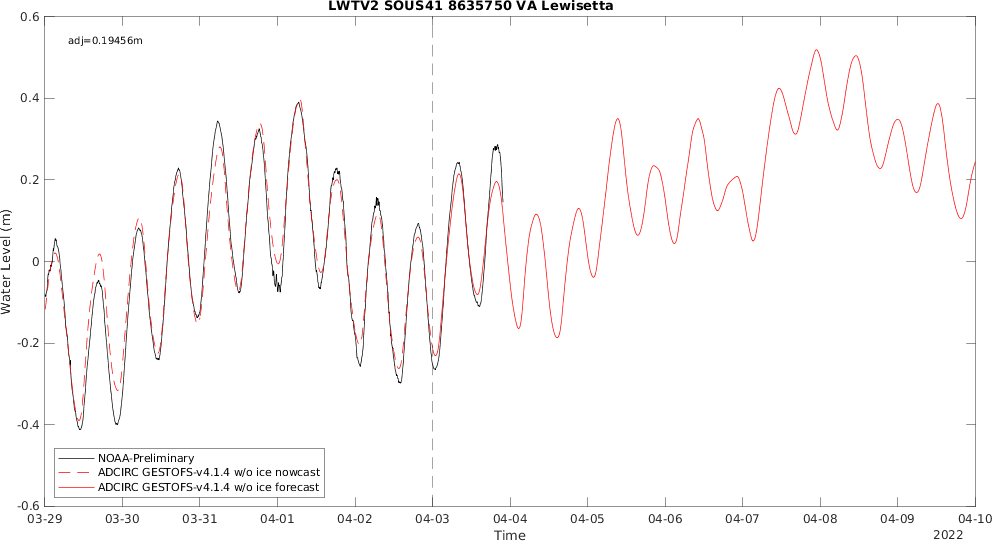 LWTV2 SOUS41 8635750 VA Lewisetta
adj=0.19456m
0.6
0.4
0.2
0
-0.2
-0.4
-0.6
Water Level (m)
NOAA-Preliminary
ADCIRC GESTOFS-v4.1.4 w/o ice nowcast
ADCIRC GESTOFS-v4.1.4 w/o ice forecast
03-29 03-30 03-31 04-01 04-02 04-03 04-04 04-05 04-06 04-07 04-08 04-09 04-10
Time
2022